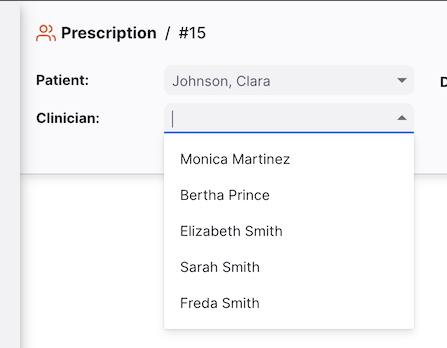 Prescription / #15
Patient: Johnson, Clara
Clinician:
Monica Martinez
Bertha Prince
Elizabeth Smith
Sarah Smith
Freda Smith